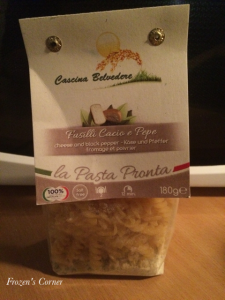 Cascina Belvedere
Fusilli Cacio e Pepe
cheese and black pepper - Käse und Pfeffer
fromage et poivre
la Pasta Pronta
100%
180g e
Frozen's Corner